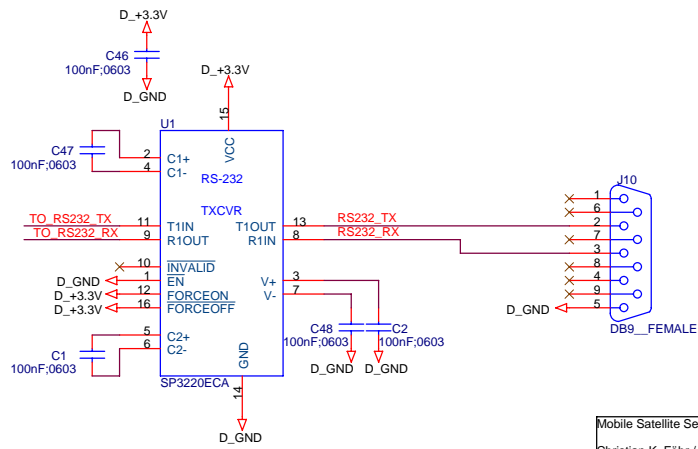 D_+3.3V
C46
100nF;0603
D_GND
D_+3.3V
U1
15
VCC
C47
100nF;0603
2
C1+
4
C1-
RS-232
TXCVR
J10
1
6
2
7
3
8
4
9
5
TO_RS232_TX
11
T1IN
T1OUT
13
RS232_TX
TO_RS232_RX
9
R1OUT
R1IN
8
RS232_RX
10
INVALID
D_GND
1
EN
V+
3
D_+3.3V
12
FORCEON
V-
7
D_+3.3V
16
FORCEOFF
D_GND
DB9__FEMALE
5
C2+
C48
100nF;0603
C2
100nF;0603
C1
100nF;0603
6
C2-
GND
D_GND
D_GND
SP3220ECA
14
D_GND
Mobile Satellite Se